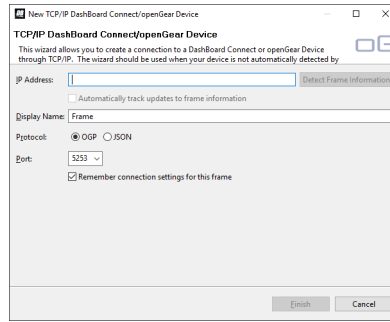 New TCP/IP DashBoard Connect/openGear Device
TCP/IP DashBoard Connect/openGear Device
This wizard allows you to create a connection to a DashBoard Connect or openGear Device
through TCP/IP. The wizard should be used when your device is not automatically detected by
IP Address:
Detect Frame Information
Automatically track updates to frame information
Display Name: Frame
Protocol: OGP JSON
Port: 5253
Remember connection settings for this frame
Finish Cancel